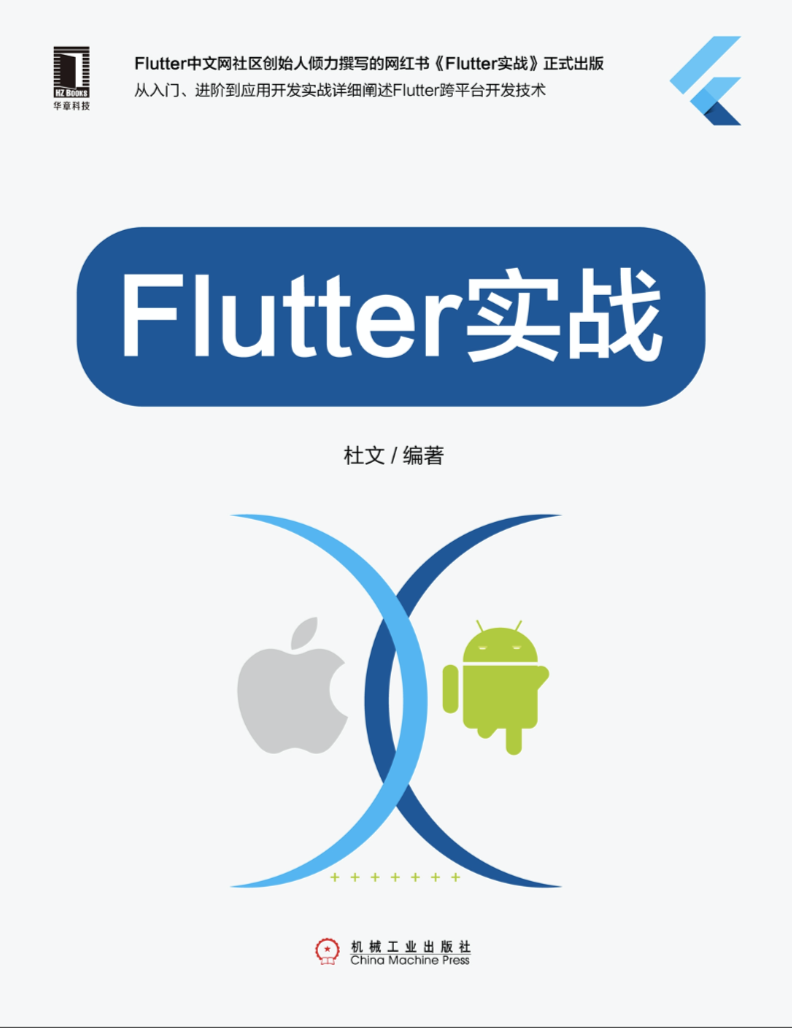 Flutter中文网社区创始人倾力撰写的网红书《Flutter实战》正式出版
从入门、进阶到应用开发实战详细阐述Flutter跨平台开发技术
HZ BOOKS
华章科技
Flutter实战
杜文 / 编著
+ + + + + + +
机械工业出版社
China Machine Press